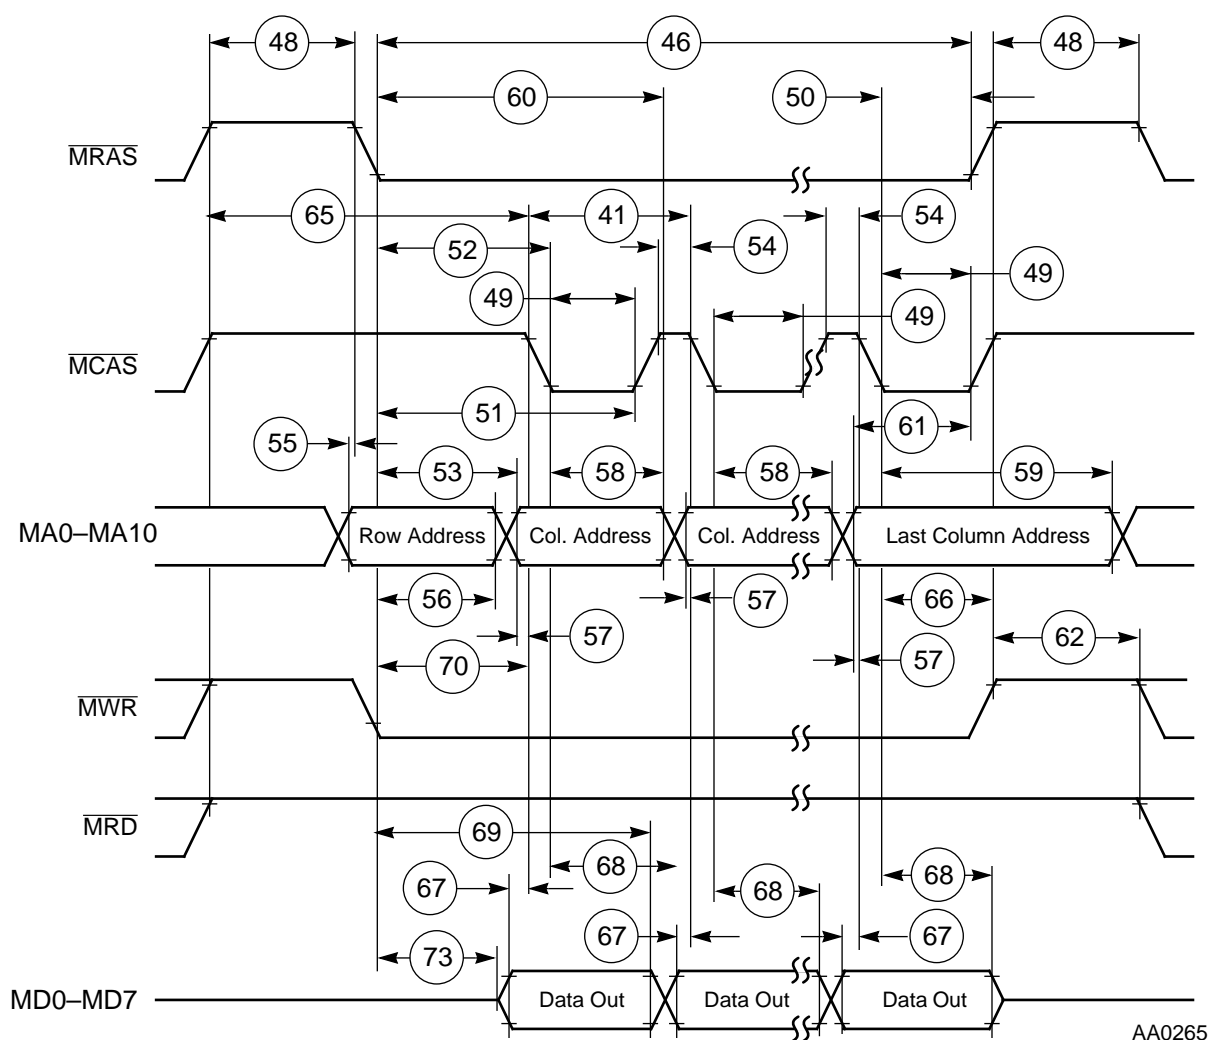 48
46
48
60
50
MRAS
65
41
54
52
54
49
49
49
MCAS
51
61
55
53
58
58
59
MA0–MA10
Row Address
Col. Address
Col. Address
Last Column Address
56
57
57
66
70
57
62
MWR
MRD
69
67
68
68
68
67
67
73
MD0–MD7
Data Out
Data Out
Data Out
AA0265